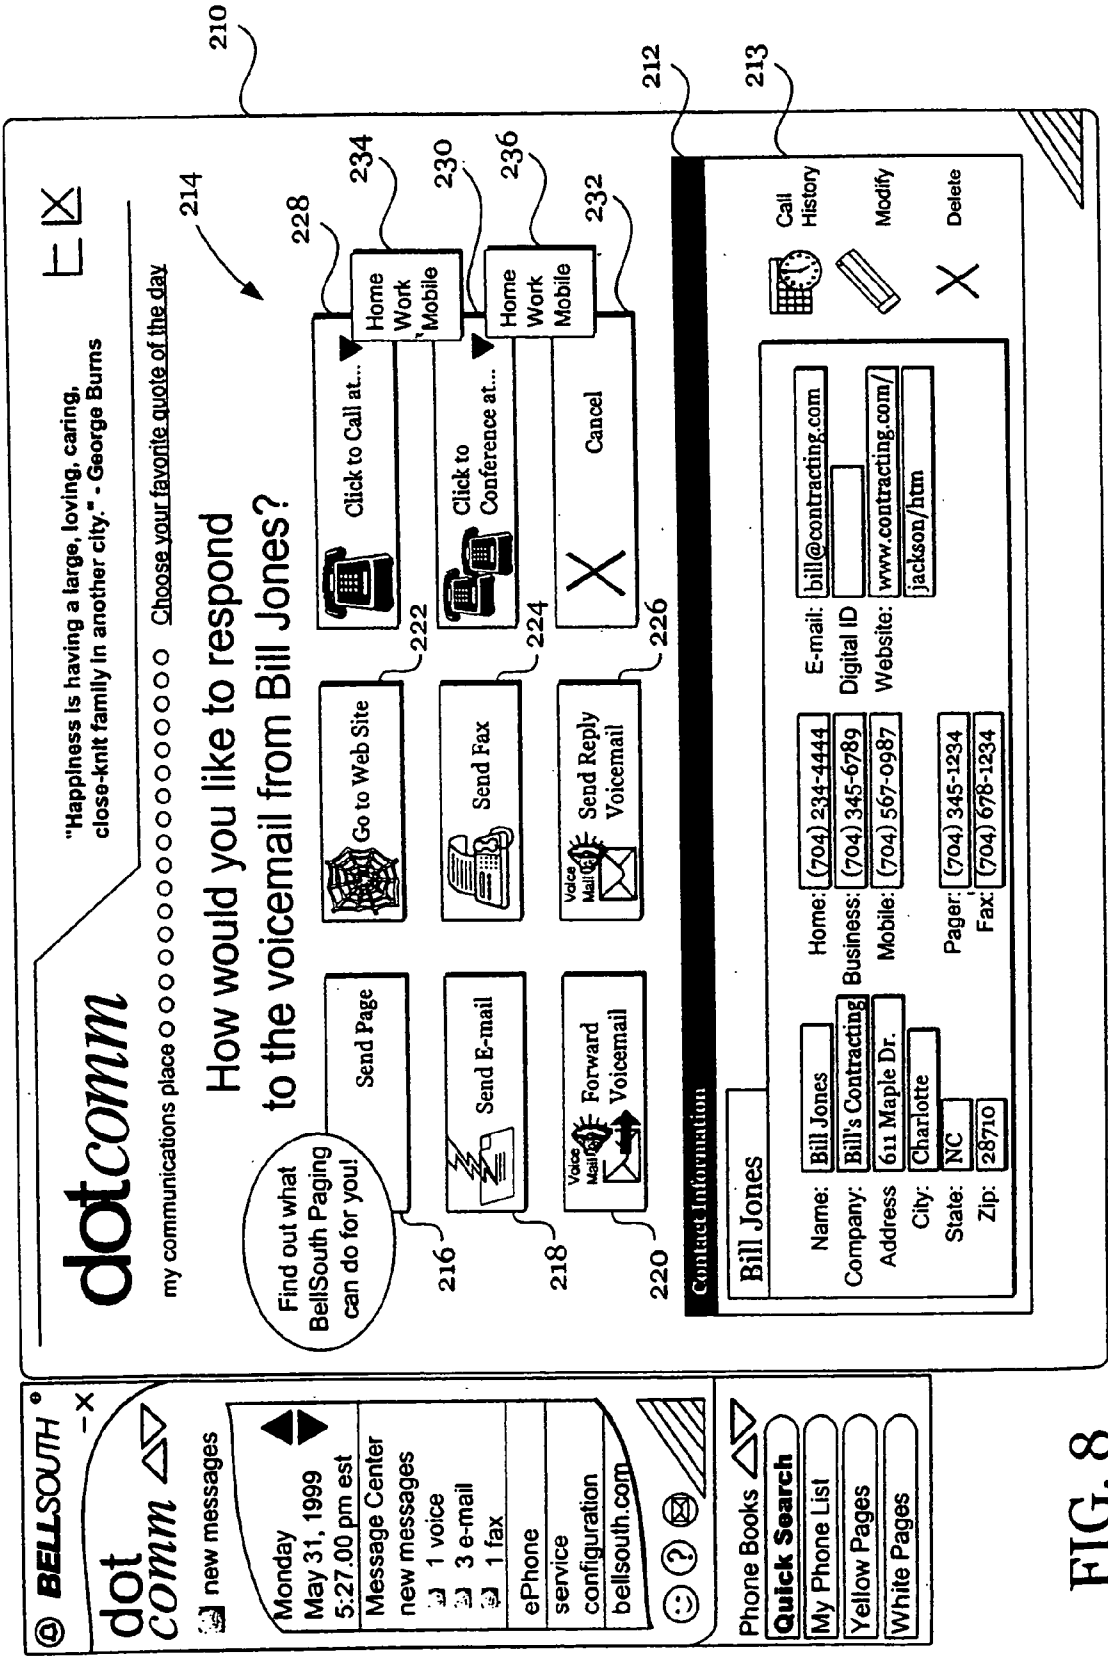 BELLSOUTH ®
dot
comm
new messages
Monday
May 31, 1999
5:27.00 pm est
Message Center
new messages
1 voice
3 e-mail
1 fax
ePhone
service
configuration
bellsouth.com
Phone Books
Quick Search
My Phone List
Yellow Pages
White Pages
dotcomm
"Happiness is having a large, loving, caring,
close-knit family in another city." - George Burns
my communications place
Choose your favorite quote of the day
How would you like to respond
to the voicemail from Bill Jones?
Find out what
BellSouth Paging
can do for you!
Send Page
Go to Web Site
Click to Call at...
Home
Work
"Mobile
Send E-mail
Send Fax
Click to
Conference at...
Home
Work
Mobile
Voice
Mail
Forward
Voicemail
Voice
Mail
Send Reply
Voicemail
Cancel
210
212
213
214
216
218
220
222
224
226
228
234
230
236
232
Contact Information
Bill Jones
Name: Bill Jones
Company: Bill's Contracting
Address 611 Maple Dr.
City: Charlotte
State: NC
Zip: 28710
Home: (704) 234-4444
Business: (704) 345-6789
Mobile: (704) 567-0987
Pager: (704) 345-1234
Fax: (704) 678-1234
E-mail: bill@contracting.com
Digital ID
Website: www.contracting.com/
jackson/htm
Call
History
Modify
Delete
FIG. 8